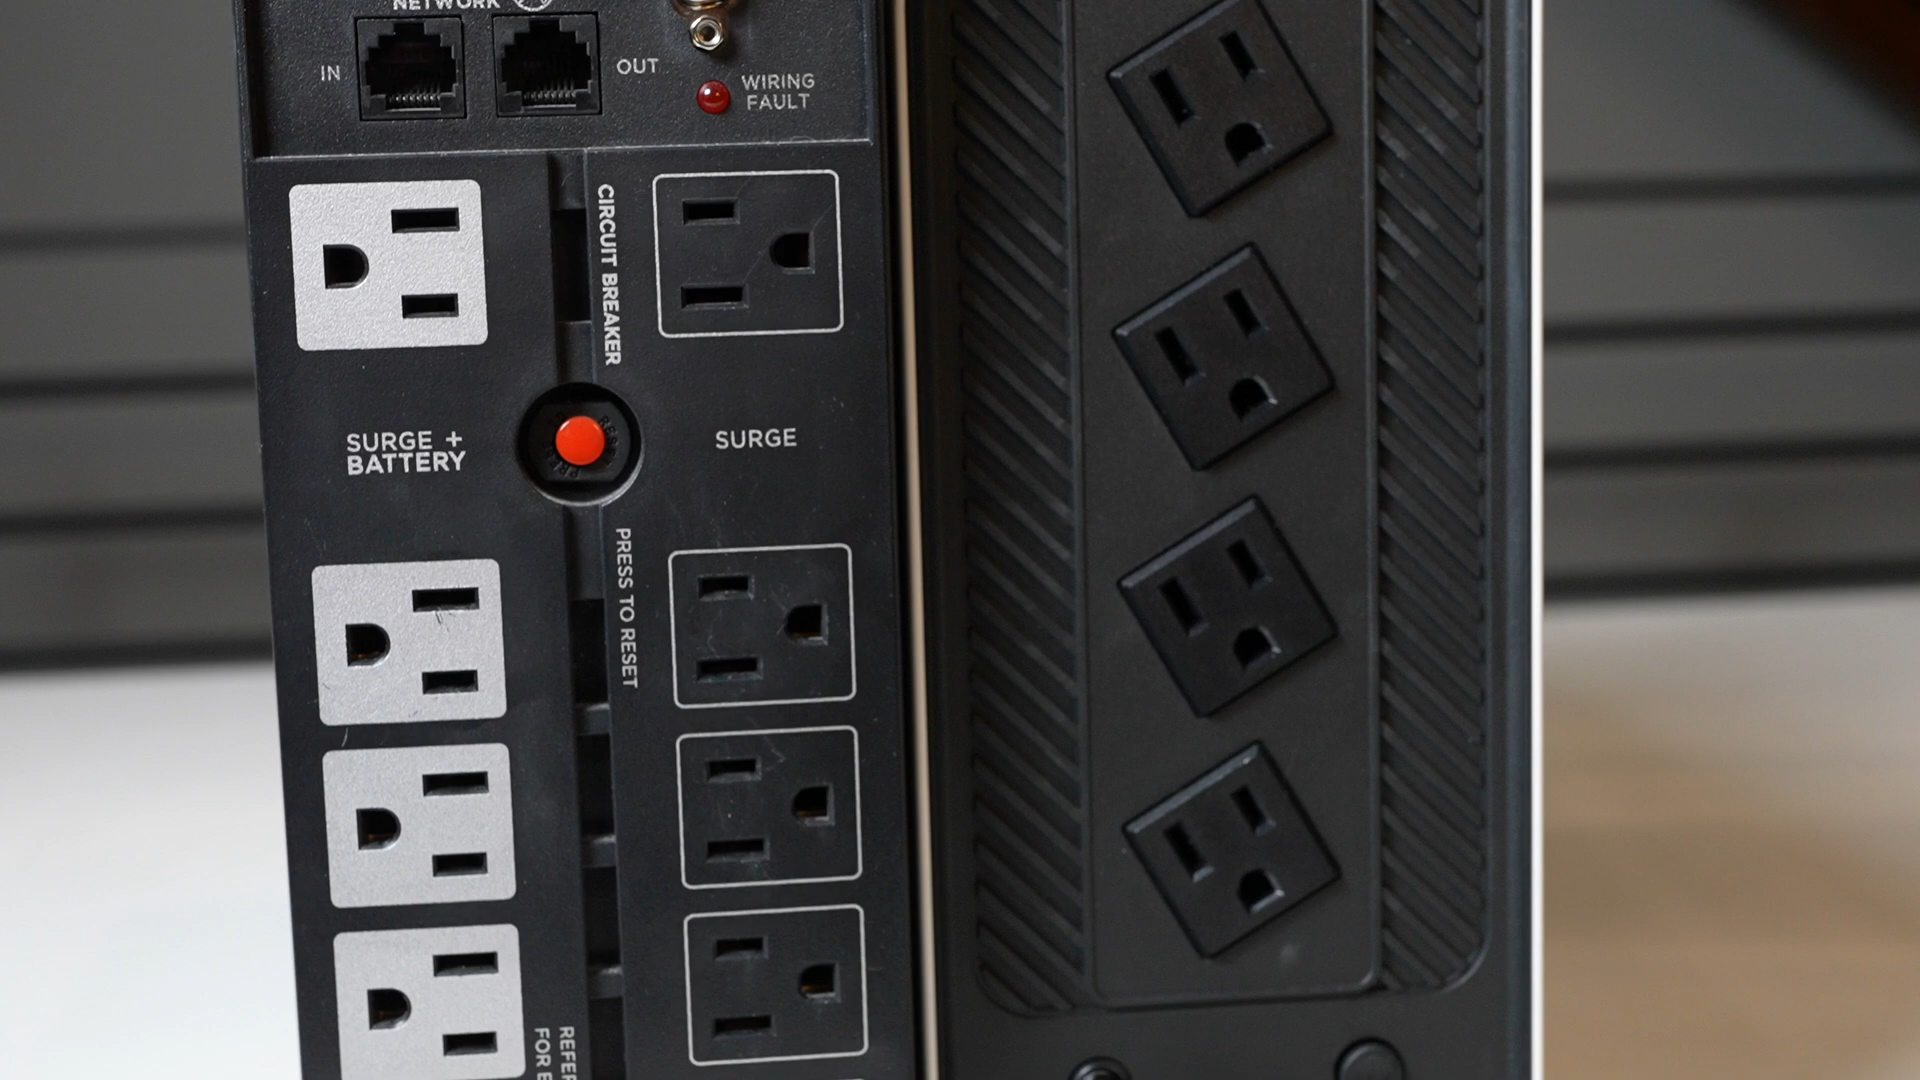 NETWORK
IN
OUT
WIRING
FAULT
CIRCUIT BREAKER
SURGE +
BATTERY
SURGE
PRESS TO RESET